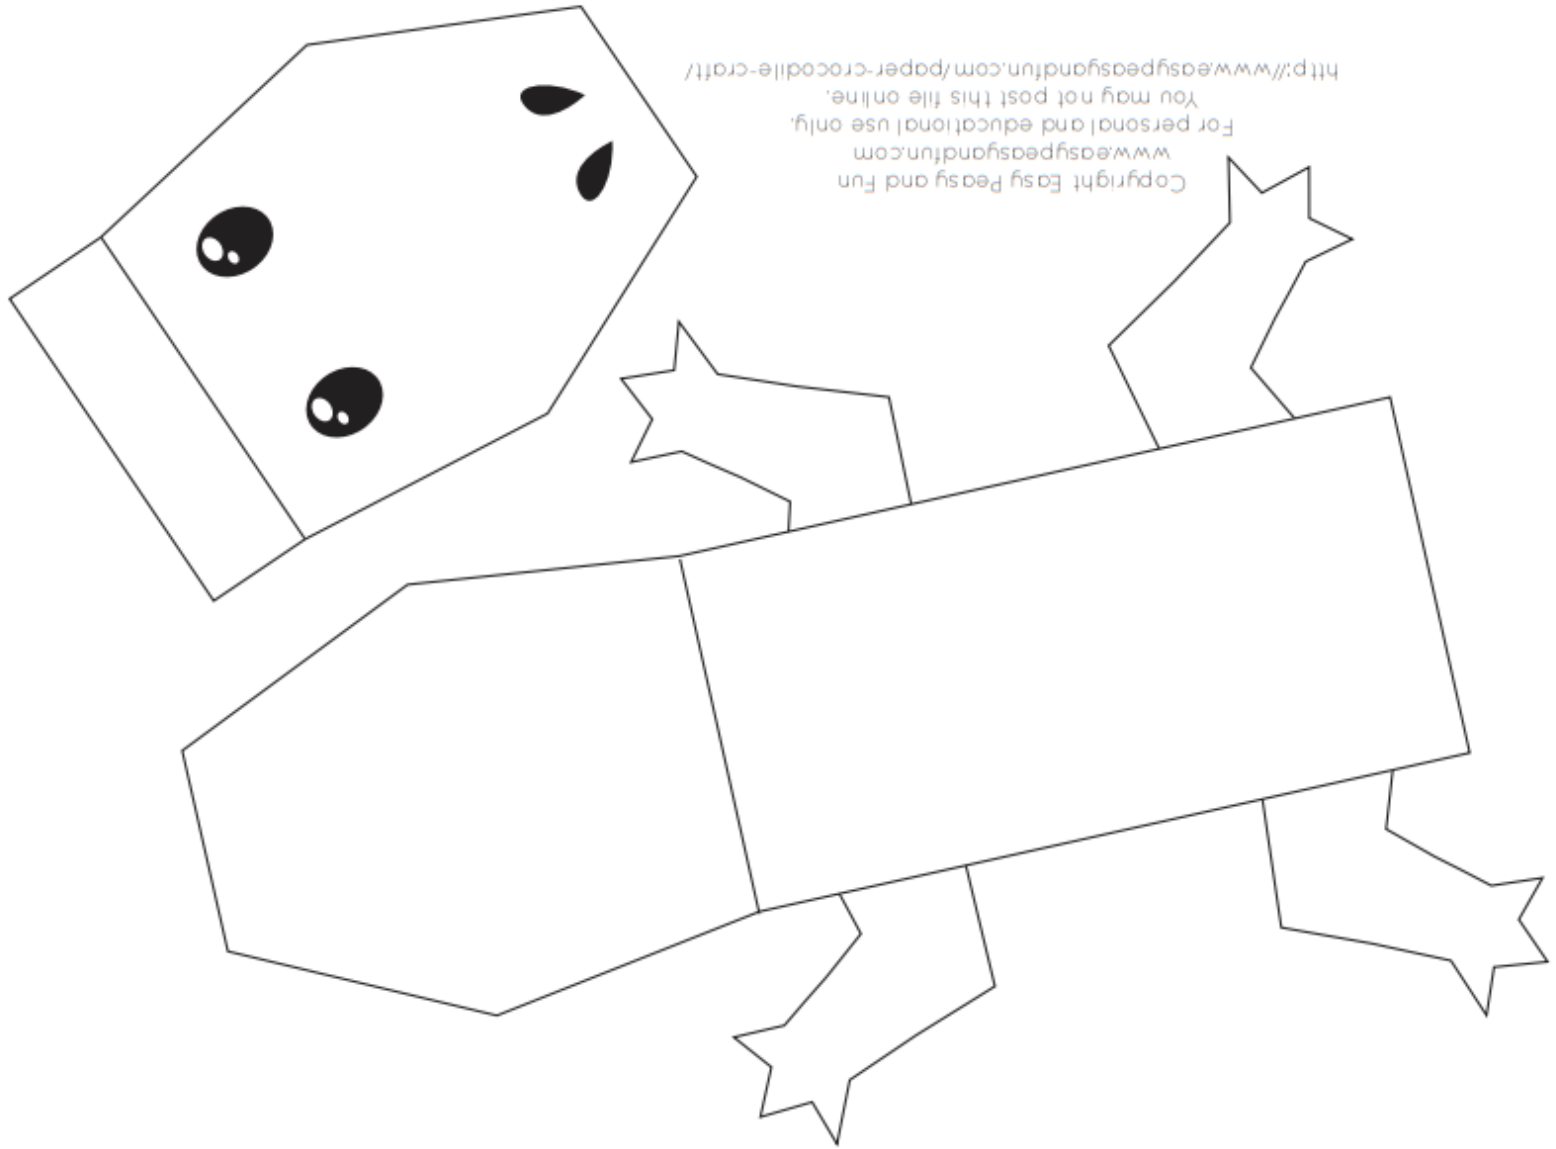 Copyright Easy Peasy and Fun
www.easypeasyandfun.com
For personal and educational use only.
You may not post this file online.
http://www.easypeasyandfun.com/paper-crocodile-craft/